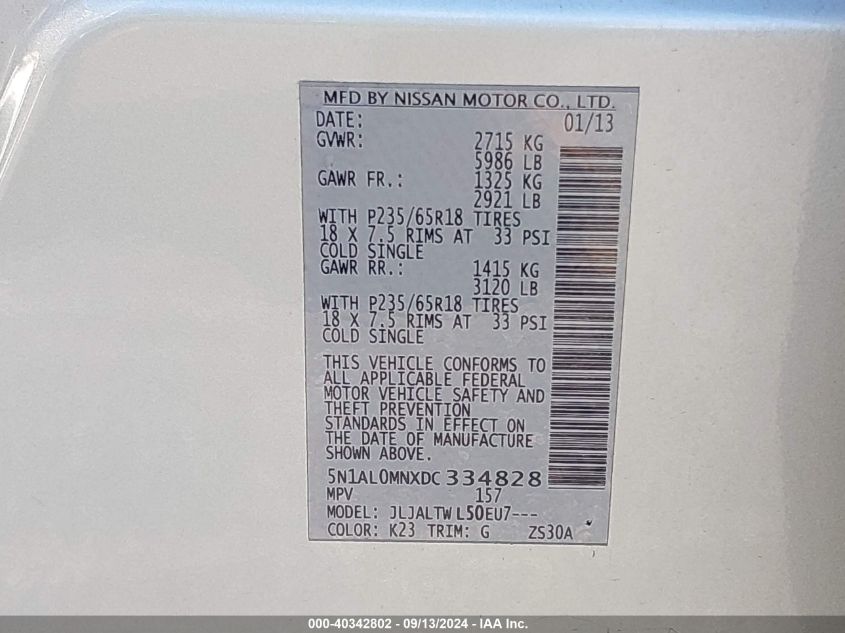 MFD BY NISSAN MOTOR CO., LTD.
DATE: 01/13
GVWR: 2715 KG
5986 LB
GAWR FR.: 1325 KG
2921 LB
WITH P235/65R18 TIRES
18 X 7.5 RIMS AT 33 PSI
COLD SINGLE
GAWR RR.: 1415 KG
3120 LB
WITH P235/65R18 TIRES
18 X 7.5 RIMS AT 33 PSI
COLD SINGLE
THIS VEHICLE CONFORMS TO
ALL APPLICABLE FEDERAL
MOTOR VEHICLE SAFETY AND
THEFT PREVENTION
STANDARDS IN EFFECT ON
THE DATE OF MANUFACTURE
SHOWN ABOVE.
5N1AL0MNXDC334828
MPV 157
MODEL: JLJALTWL50EU7---
COLOR: K23 TRIM: G ZS30A
000-40342802 - 09/13/2024 - IAA Inc.